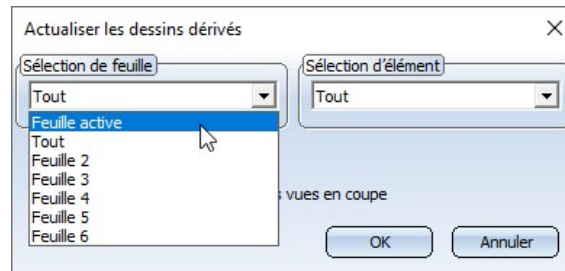 Actualiser les dessins dérivés
Sélection de feuille
Sélection d'élément
Tout
Tout
Feuille active
Tout
Feuille 2
Feuille 3
Feuille 4
Feuille 5
Feuille 6
vues en coupe
OK
Annuler